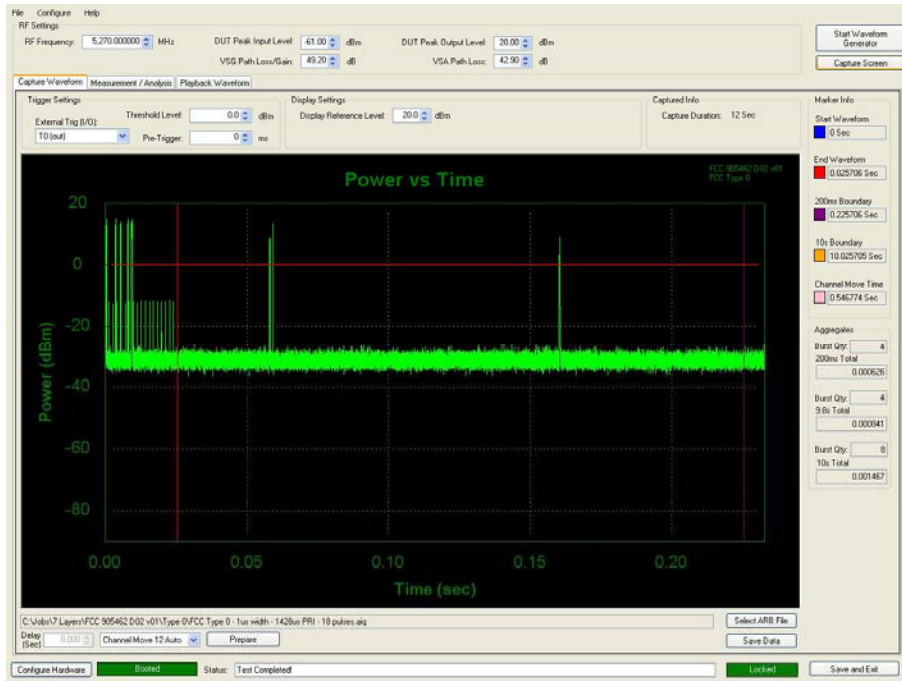 File Configure Help
RF Settings
RF Frequency: 5,270.000000 MHz
DUT Peak Input Level: -61.00 dBm
DUT Peak Output Level: 20.00 dBm
VSG Path Loss/Gain: 49.20 dB
VSA Path Loss: 42.90 dB
Start Waveform Generator
Capture Screen
Capture Waveform Measurement / Analysis Playback Waveform
Trigger Settings
External Trig (I/O):
T0 (out)
Threshold Level: 0.0 dBm
Pre-Trigger: 0 ms
Display Settings
Display Reference Level: 20.0 dBm
Captured Info
Capture Duration: 12 Sec
Marker Info
Start Waveform
0 Sec
End Waveform
0.025706 Sec
200ms Boundary
0.225706 Sec
10s Boundary
10.025705 Sec
Channel Move Time
0.546774 Sec
Aggregates
Burst Qty: 4
200ms Total
0.000626
Burst Qty: 4
9.8s Total
0.000841
Burst Qty: 8
10s Total
0.001467
Power vs Time
FCC 905462 D02 v01
FCC Type 0
20
0
-20
-40
-60
-80
Power (dBm)
0.00 0.05 0.10 0.15 0.20
Time (sec)
C:\Jobs\7 Layers\FCC 905462 D02 v01\Type 0\FCC Type 0 - 1us width - 1428us PRI - 18 pulses.aiq
Select ARB File
Delay (Sec) 0.000 Channel Move 12 Auto Prepare
Save Data
Configure Hardware Booted Status: Test Completed! Locked Save and Exit